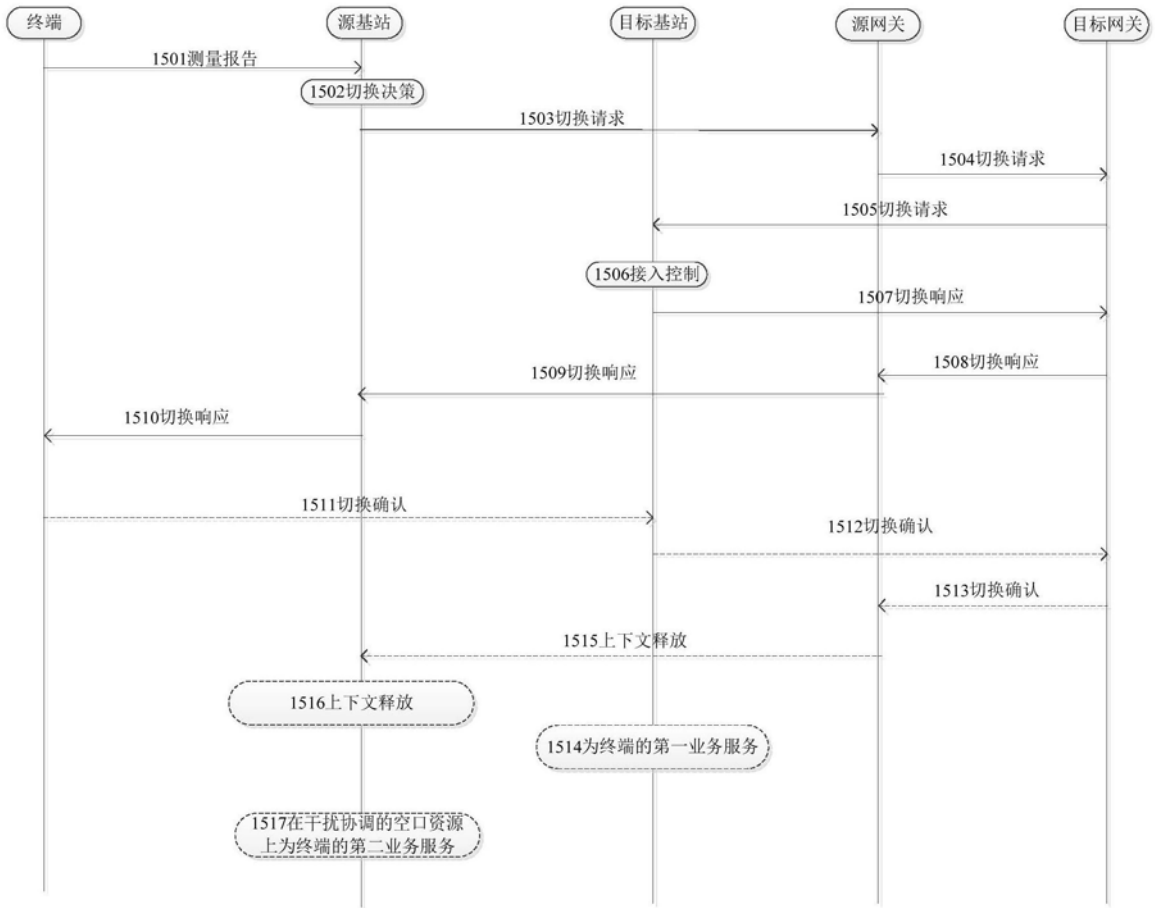 终端
源基站
目标基站
源网关
目标网关
1501测量报告
1502切换决策
1503切换请求
1504切换请求
1505切换请求
1506接入控制
1507切换响应
1508切换响应
1509切换响应
1510切换响应
1511切换确认
1512切换确认
1513切换确认
1515上下文释放
1516上下文释放
1514为终端的第一业务服务
1517在干扰协调的空口资源
上为终端的第二业务服务